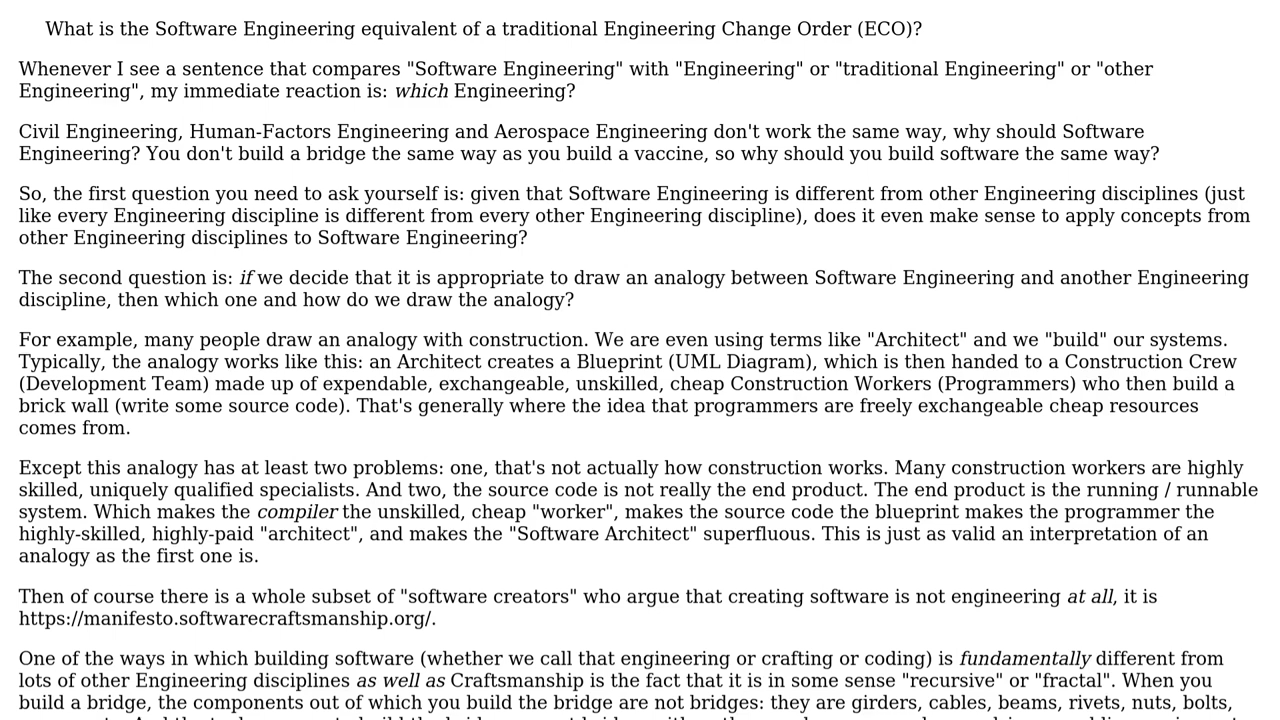 What is the Software Engineering equivalent of a traditional Engineering Change Order (ECO)?
Whenever I see a sentence that compares "Software Engineering" with "Engineering" or "traditional Engineering" or "other
Engineering", my immediate reaction is: which Engineering?
Civil Engineering, Human-Factors Engineering and Aerospace Engineering don't work the same way, why should Software
Engineering? You don't build a bridge the same way as you build a vaccine, so why should you build software the same way?
So, the first question you need to ask yourself is: given that Software Engineering is different from other Engineering disciplines (just
like every Engineering discipline is different from every other Engineering discipline), does it even make sense to apply concepts from
other Engineering disciplines to Software Engineering?
The second question is: if we decide that it is appropriate to draw an analogy between Software Engineering and another Engineering
discipline, then which one and how do we draw the analogy?
For example, many people draw an analogy with construction. We are even using terms like "Architect" and we "build" our systems.
Typically, the analogy works like this: an Architect creates a Blueprint (UML Diagram), which is then handed to a Construction Crew
(Development Team) made up of expendable, exchangeable, unskilled, cheap Construction Workers (Programmers) who then build a
brick wall (write some source code). That's generally where the idea that programmers are freely exchangeable cheap resources
comes from.
Except this analogy has at least two problems: one, that's not actually how construction works. Many construction workers are highly
skilled, uniquely qualified specialists. And two, the source code is not really the end product. The end product is the running / runnable
system. Which makes the compiler the unskilled, cheap "worker", makes the source code the blueprint makes the programmer the
highly-skilled, highly-paid "architect", and makes the "Software Architect" superfluous. This is just as valid an interpretation of an
analogy as the first one is.
Then of course there is a whole subset of "software creators" who argue that creating software is not engineering at all, it is
https://manifesto.softwarecraftsmanship.org/.
One of the ways in which building software (whether we call that engineering or crafting or coding) is fundamentally different from
lots of other Engineering disciplines as well as Craftsmanship is the fact that it is in some sense "recursive" or "fractal". When you
build a bridge, the components out of which you build the bridge are not bridges: they are girders, cables, beams, rivets, nuts, bolts,